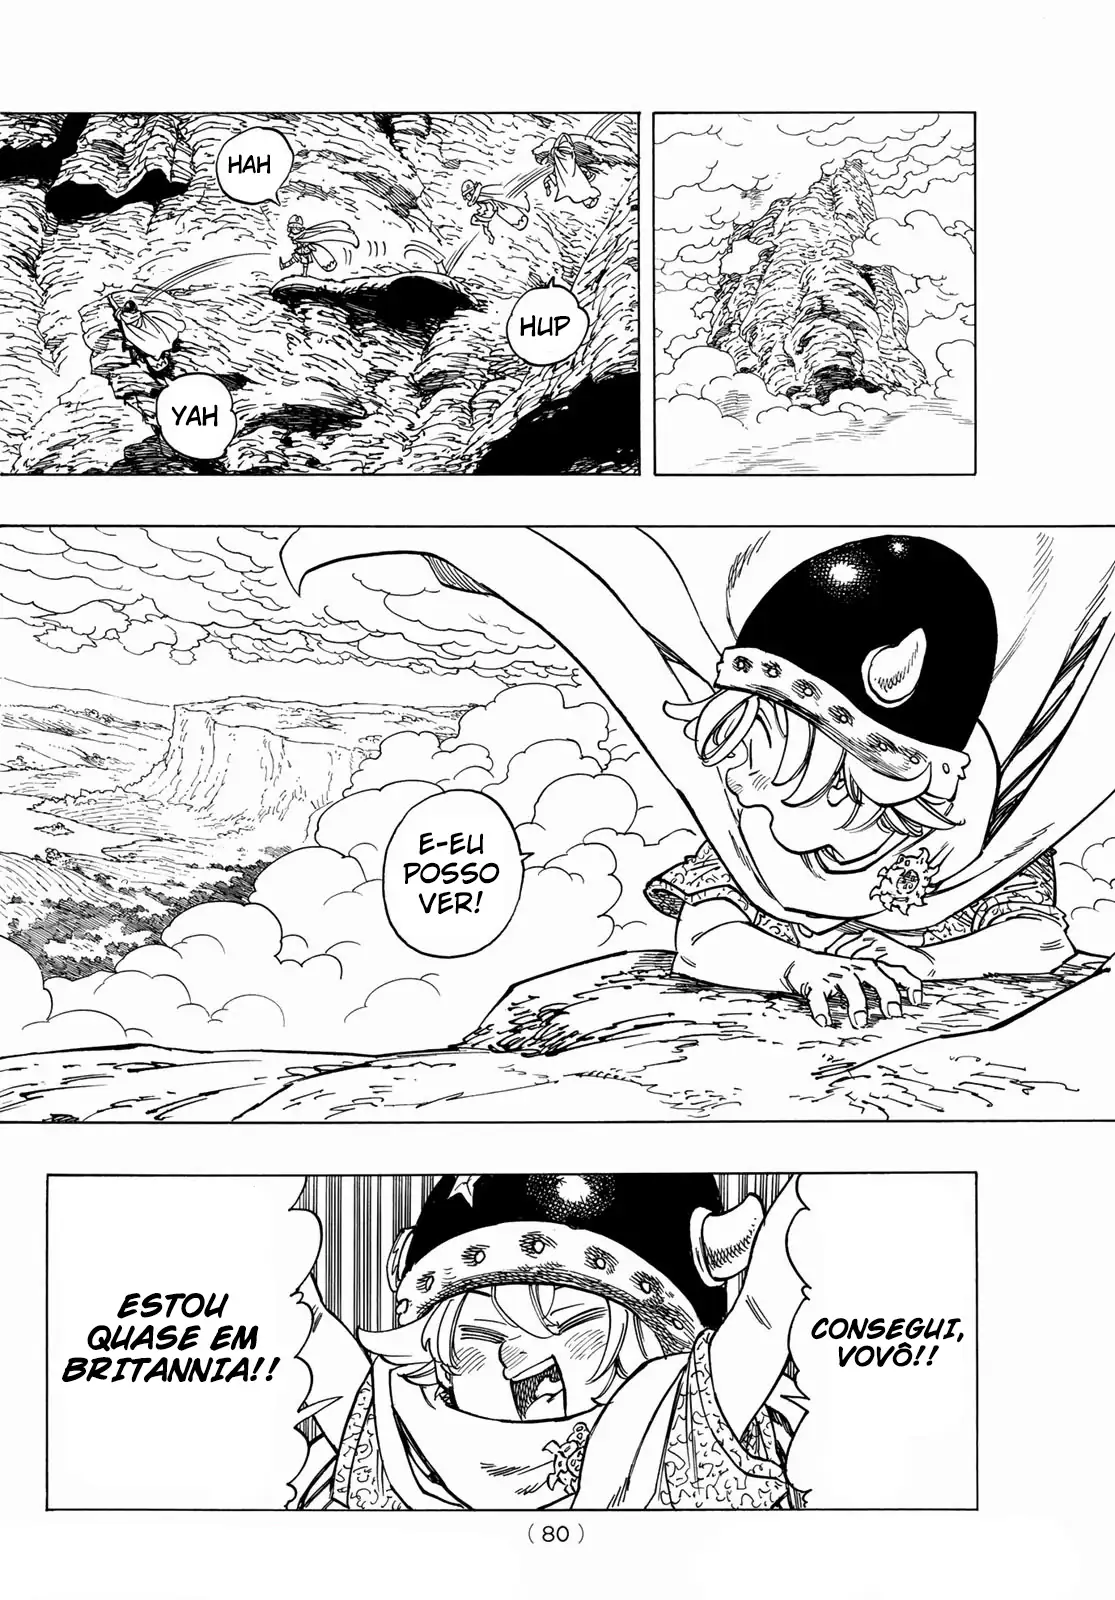 HUP
HAH
YAH
E-EU
POSSO
VER!
CONSEGUI,
VOVÔ!!
ESTOU
QUASE EM
BRITANNIA!!
(80)